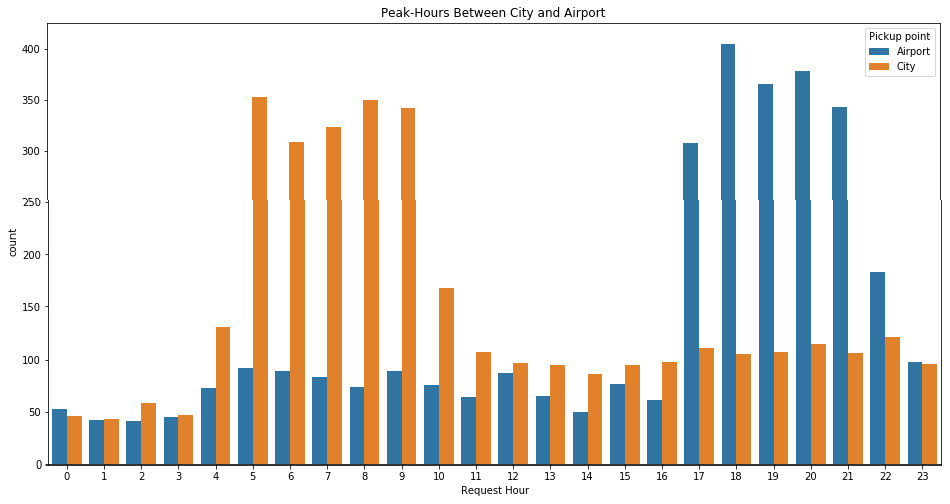 Peak-Hours Between City and Airport
Pickup point
Airport
City
400
350
300
250
200
150
100
50
0
count
0 1 2 3 4 5 6 7 8 9 10 11 12 13 14 15 16 17 18 19 20 21 22 23
Request Hour